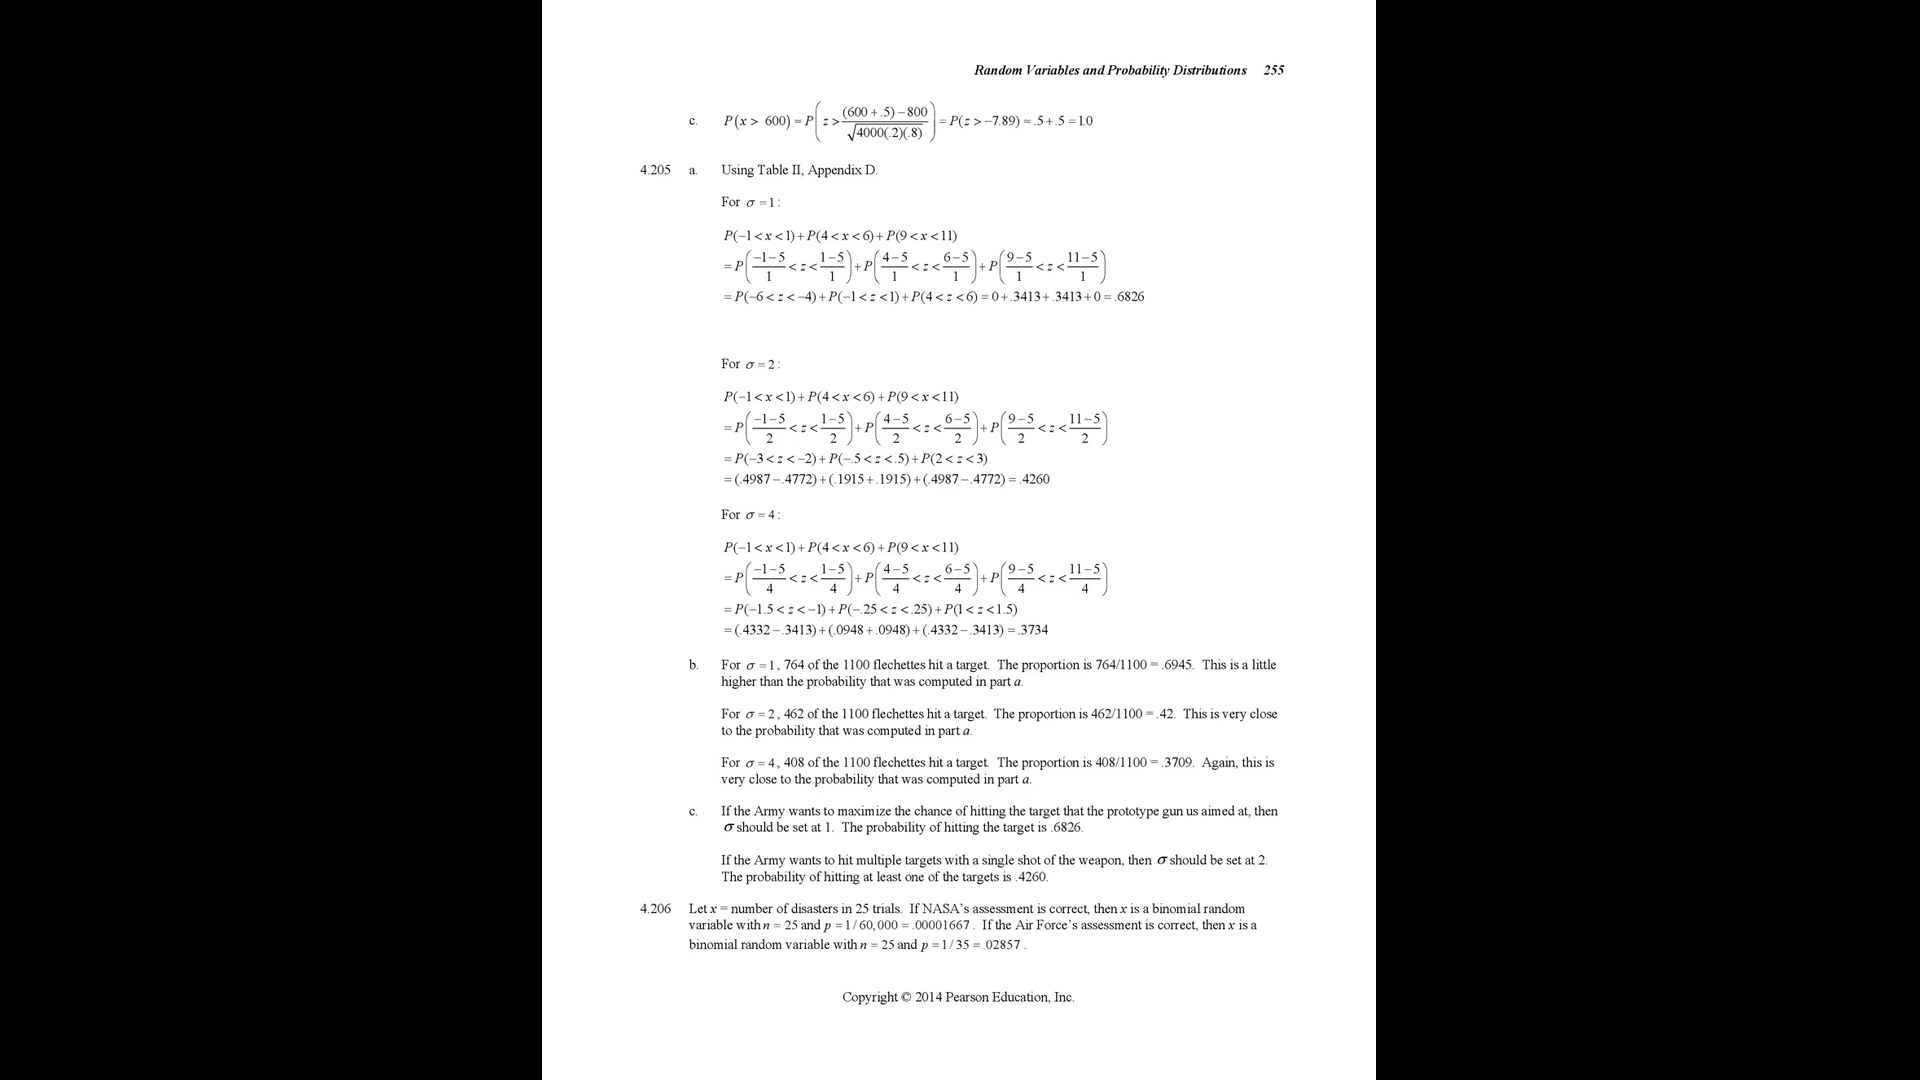 Random Variables and Probability Distributions 255
c. P(x > 600) = P(z > ((600 + .5) − 800)/√4000(.2)(.8)) = P(z > −7.89) ≈ .5 + .5 = 1.0
4.205 a. Using Table II, Appendix D.
For σ = 1:
P(−1 < x < 1) + P(4 < x < 6) + P(9 < x < 11)
= P((−1−5)/1 < z < (1−5)/1) + P((4−5)/1 < z < (6−5)/1) + P((9−5)/1 < z < (11−5)/1)
= P(−6 < z < −4) + P(−1 < z < 1) + P(4 < z < 6) = 0 + .3413 + .3413 + 0 = .6826
For σ = 2:
P(−1 < x < 1) + P(4 < x < 6) + P(9 < x < 11)
= P((−1−5)/2 < z < (1−5)/2) + P((4−5)/2 < z < (6−5)/2) + P((9−5)/2 < z < (11−5)/2)
= P(−3 < z < −2) + P(−.5 < z < .5) + P(2 < z < 3)
= (.4987 − .4772) + (.1915 + .1915) + (.4987 − .4772) = .4260
For σ = 4:
P(−1 < x < 1) + P(4 < x < 6) + P(9 < x < 11)
= P((−1−5)/4 < z < (1−5)/4) + P((4−5)/4 < z < (6−5)/4) + P((9−5)/4 < z < (11−5)/4)
= P(−1.5 < z < −1) + P(−.25 < z < .25) + P(1 < z < 1.5)
= (.4332 − .3413) + (.0948 + .0948) + (.4332 − .3413) = .3734
b. For σ = 1, 764 of the 1100 flechettes hit a target. The proportion is 764/1100 = .6945. This is a little
higher than the probability that was computed in part a.
For σ = 2, 462 of the 1100 flechettes hit a target. The proportion is 462/1100 = .42. This is very close
to the probability that was computed in part a.
For σ = 4, 408 of the 1100 flechettes hit a target. The proportion is 408/1100 = .3709. Again, this is
very close to the probability that was computed in part a.
c. If the Army wants to maximize the chance of hitting the target that the prototype gun us aimed at, then
σ should be set at 1. The probability of hitting the target is .6826.
If the Army wants to hit multiple targets with a single shot of the weapon, then σ should be set at 2.
The probability of hitting at least one of the targets is .4260.
4.206 Let x = number of disasters in 25 trials. If NASA's assessment is correct, then x is a binomial random
variable with n = 25 and p = 1/60,000 = .00001667. If the Air Force's assessment is correct, then x is a
binomial random variable with n = 25 and p = 1/35 = .02857.
Copyright © 2014 Pearson Education, Inc.